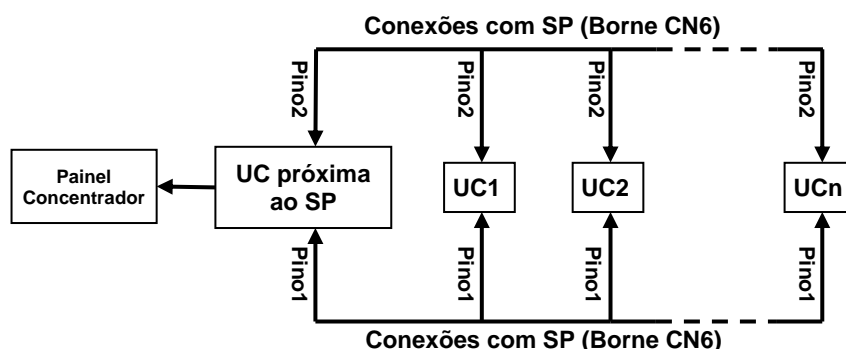 Conexões com SP (Borne CN6)
Pino2
Pino2
Pino2
Pino2
Painel
Concentrador
UC próxima
ao SP
UC1
UC2
UCn
Pino1
Pino1
Pino1
Pino1
Conexões com SP (Borne CN6)